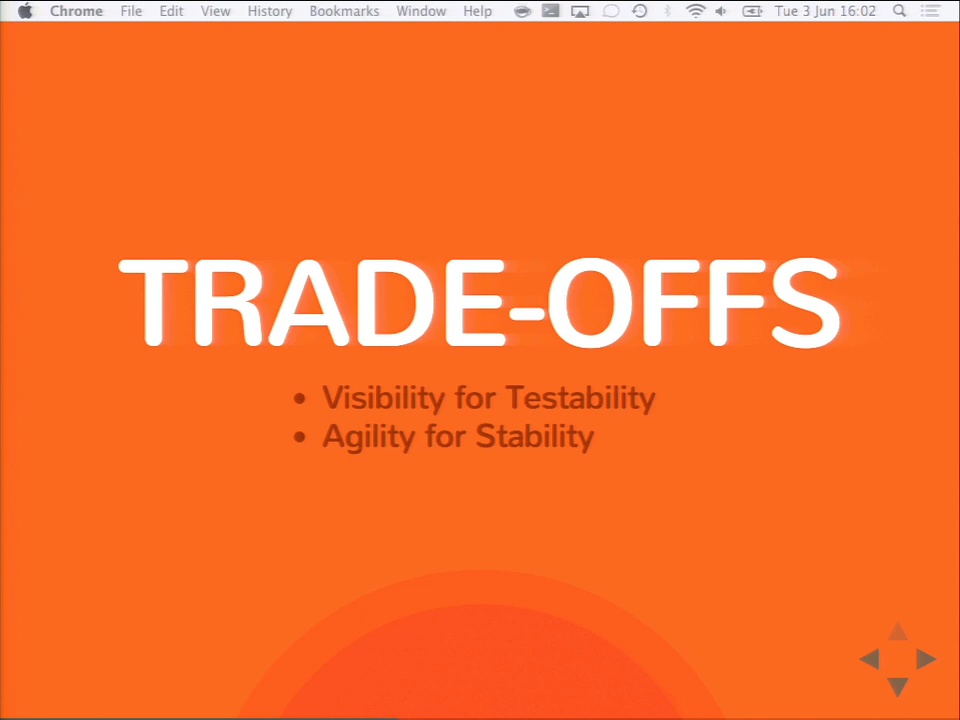 Chrome File Edit View History Bookmarks Window Help Tue 3 Jun 16:02
TRADE-OFFS
• Visibility for Testability
• Agility for Stability